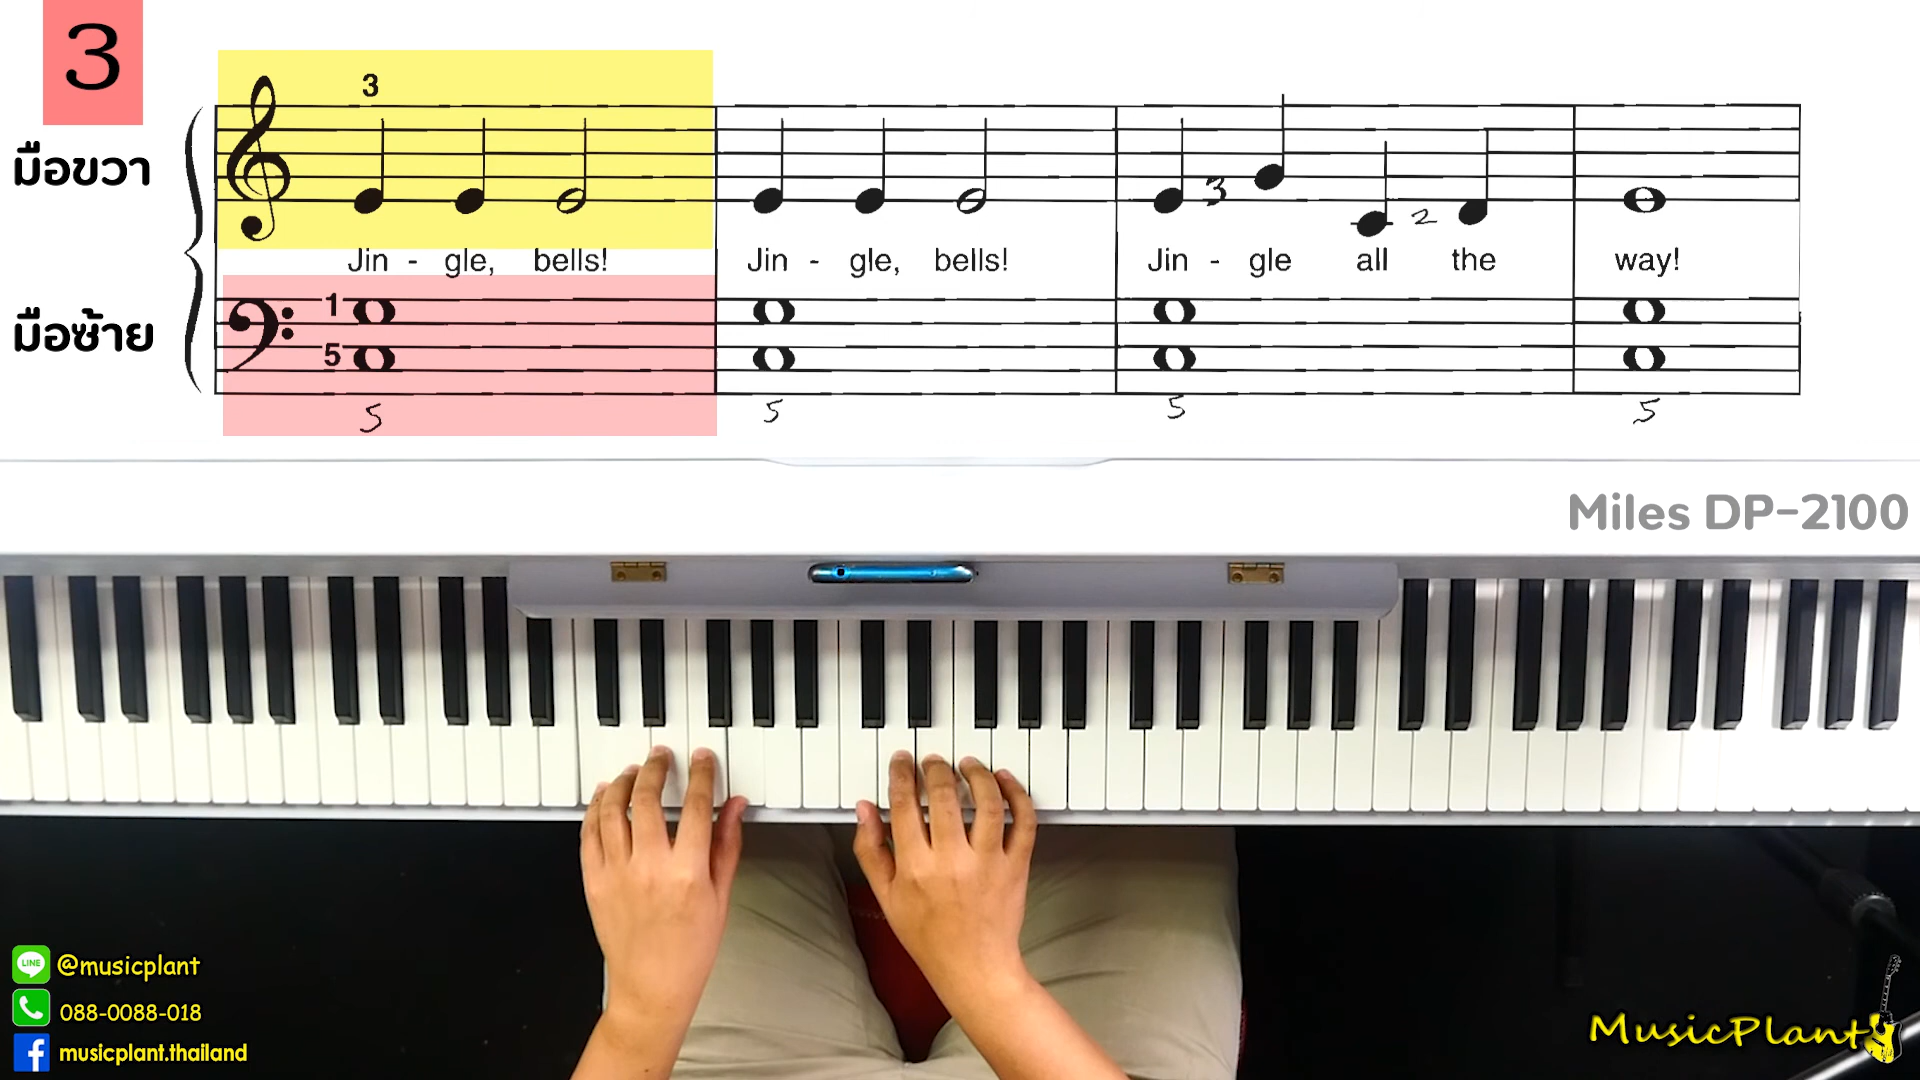 3
3
มือขวา
3 2
Jin - gle, bells! Jin - gle, bells! Jin - gle all the way!
1
มือซ้าย
5
5 5 5 5
Miles DP-2100
LINE @musicplant
088-0088-018
f musicplant.thailand
MusicPlant